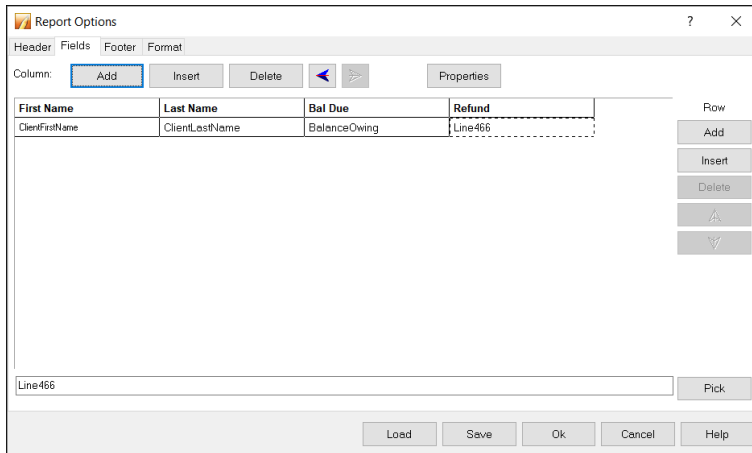 Report Options
?
Header Fields Footer Format
Column: Add Insert Delete Properties
First Name Last Name Bal Due Refund Row
ClientFirstName ClientLastName BalanceOwing Line466 Add
Insert
Delete
Line466 Pick
Load Save Ok Cancel Help